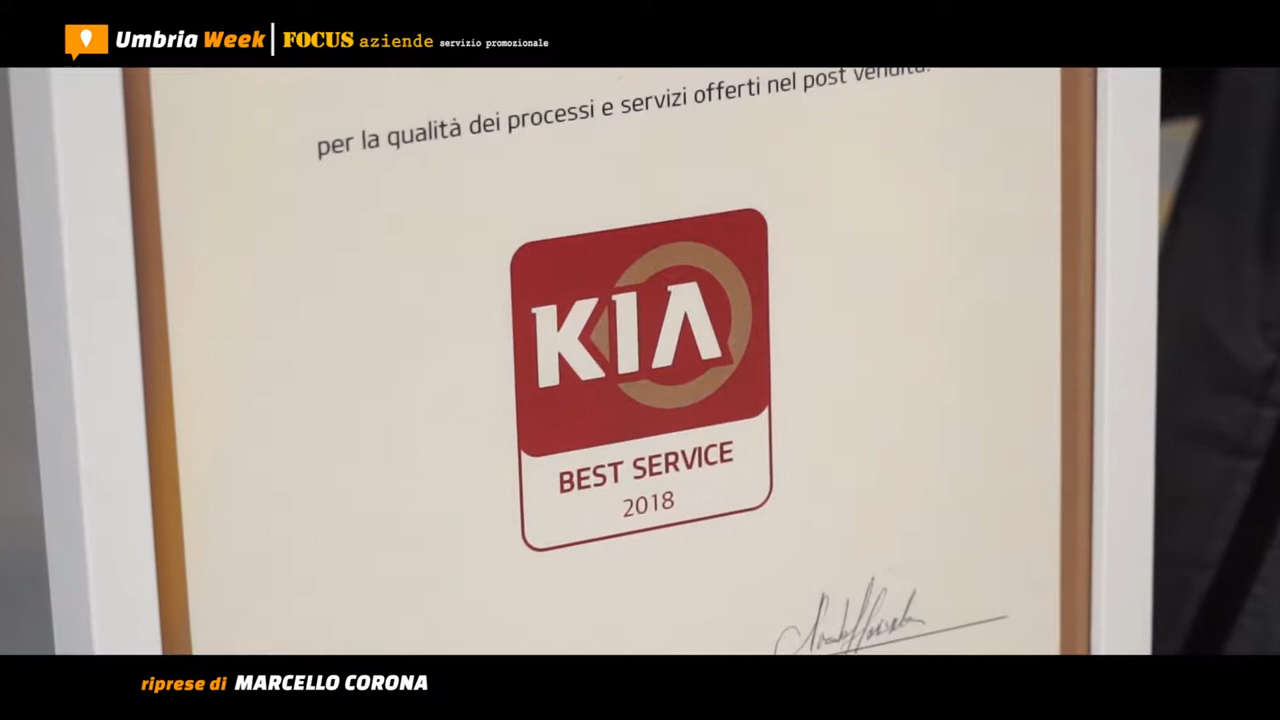 Umbria Week FOCUS aziende servizio promozionale
per la qualità dei processi e servizi offerti nel post vendita.
KIA
BEST SERVICE
2018
riprese di MARCELLO CORONA